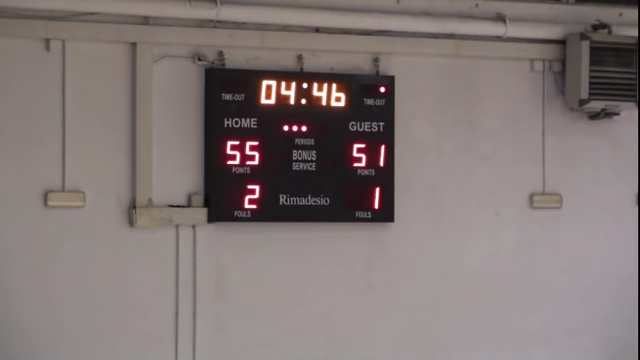 04:46
TIME-OUT TIME-OUT
HOME GUEST
PERIODS
55 BONUS 51
SERVICE
POINTS POINTS
2 Rimadesio 1
FOULS FOULS